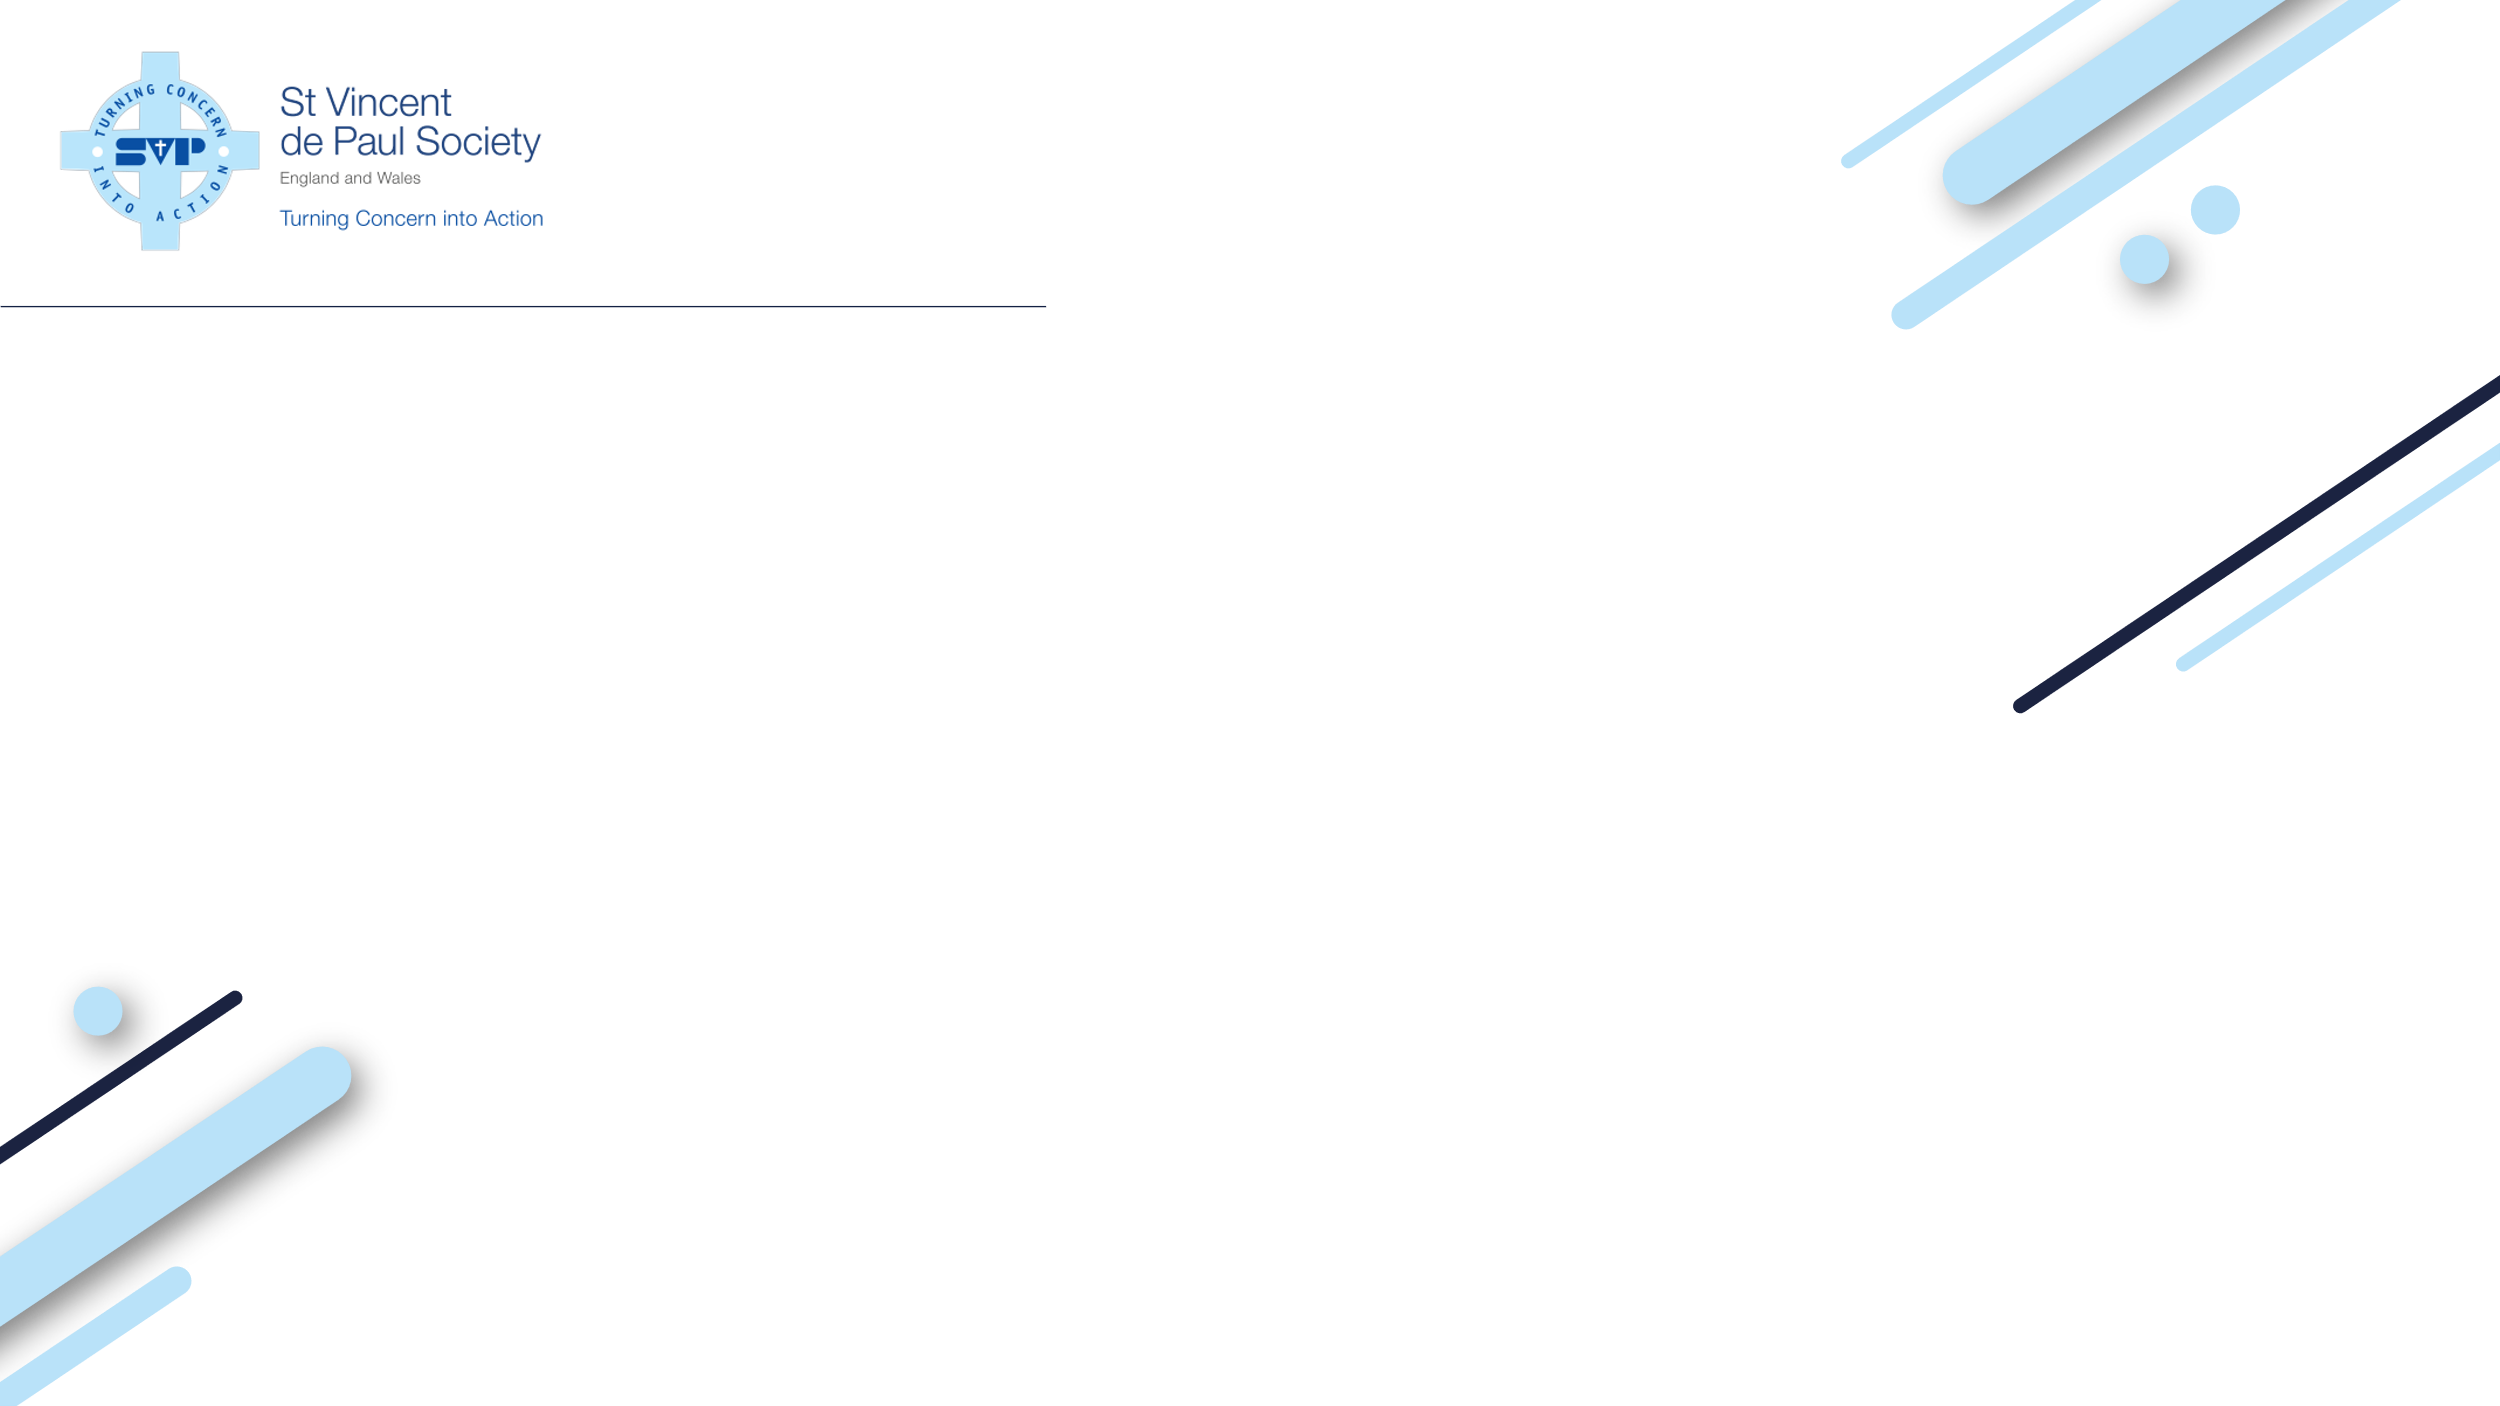 TURNING CONCERN
SVP
INTO ACTION
St Vincent
de Paul Society
England and Wales
Turning Concern into Action